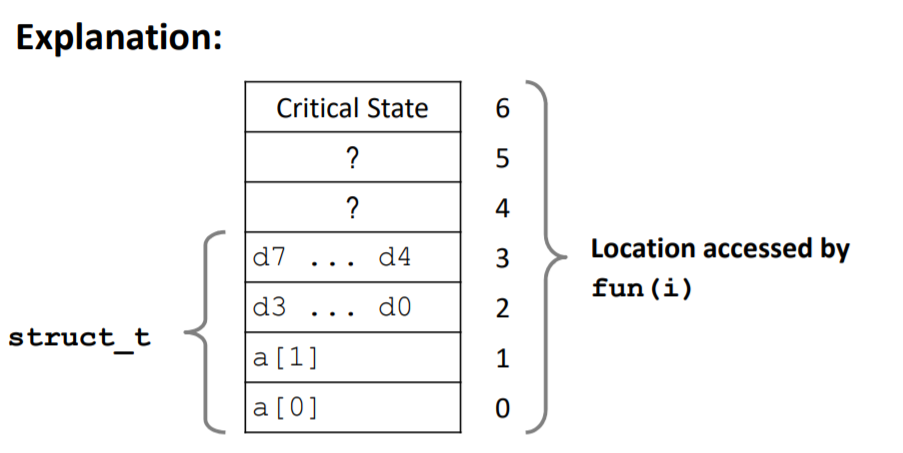 Explanation:
Critical State 6
? 5
? 4
d7 ... d4 3
d3 ... d0 2
a[1] 1
a[0] 0
struct_t
Location accessed by
fun(i)